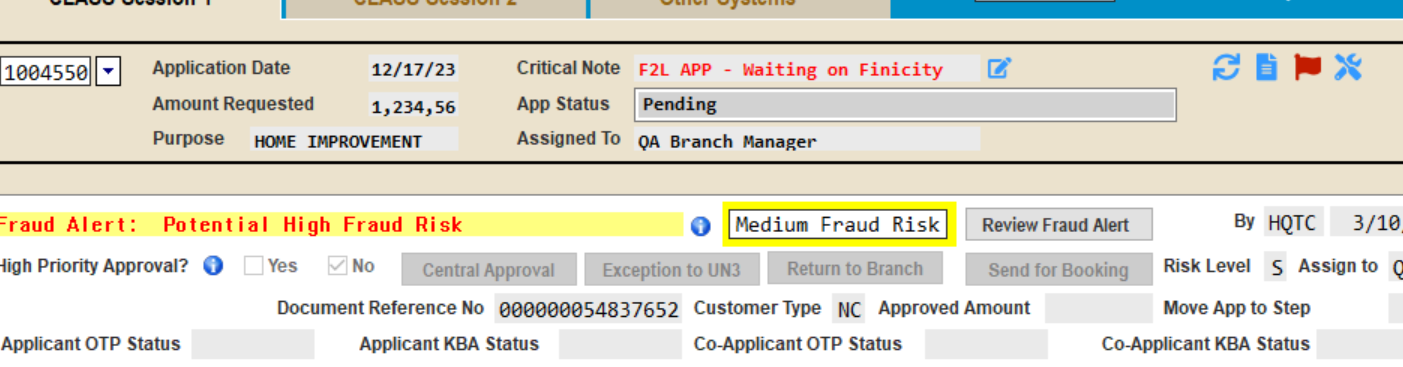 CLASS Session 1 CLASS Session 2 Other Systems
1004550 Application Date 12/17/23 Critical Note F2L APP - Waiting on Finicity
Amount Requested 1,234,56 App Status Pending
Purpose HOME IMPROVEMENT Assigned To QA Branch Manager
Fraud Alert: Potential High Fraud Risk Medium Fraud Risk Review Fraud Alert By HQTC 3/10/
High Priority Approval? Yes No Central Approval Exception to UN3 Return to Branch Send for Booking Risk Level S Assign to Q
Document Reference No 000000054837652 Customer Type NC Approved Amount Move App to Step
Applicant OTP Status Applicant KBA Status Co-Applicant OTP Status Co-Applicant KBA Status